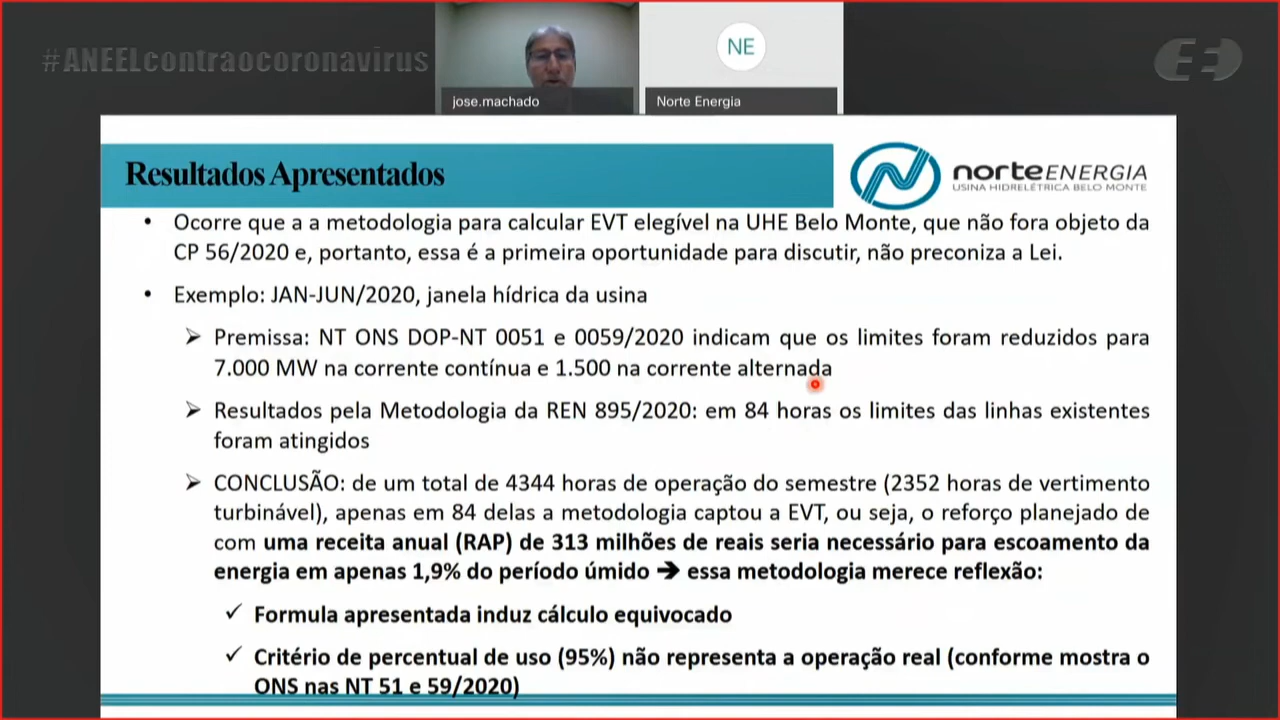 #ANEELcontraocoronavirus
NE
jose.machado
Norte Energia
Resultados Apresentados
norteENERGIA
USINA HIDRELÉTRICA BELO MONTE
• Ocorre que a a metodologia para calcular EVT elegível na UHE Belo Monte, que não fora objeto da
CP 56/2020 e, portanto, essa é a primeira oportunidade para discutir, não preconiza a Lei.
• Exemplo: JAN-JUN/2020, janela hídrica da usina
➢ Premissa: NT ONS DOP-NT 0051 e 0059/2020 indicam que os limites foram reduzidos para
7.000 MW na corrente contínua e 1.500 na corrente alternada
➢ Resultados pela Metodologia da REN 895/2020: em 84 horas os limites das linhas existentes
foram atingidos
➢ CONCLUSÃO: de um total de 4344 horas de operação do semestre (2352 horas de vertimento
turbinável), apenas em 84 delas a metodologia captou a EVT, ou seja, o reforço planejado de
com uma receita anual (RAP) de 313 milhões de reais seria necessário para escoamento da
energia em apenas 1,9% do período úmido ➔ essa metodologia merece reflexão:
✓ Formula apresentada induz cálculo equivocado
✓ Critério de percentual de uso (95%) não representa a operação real (conforme mostra o
ONS nas NT 51 e 59/2020)